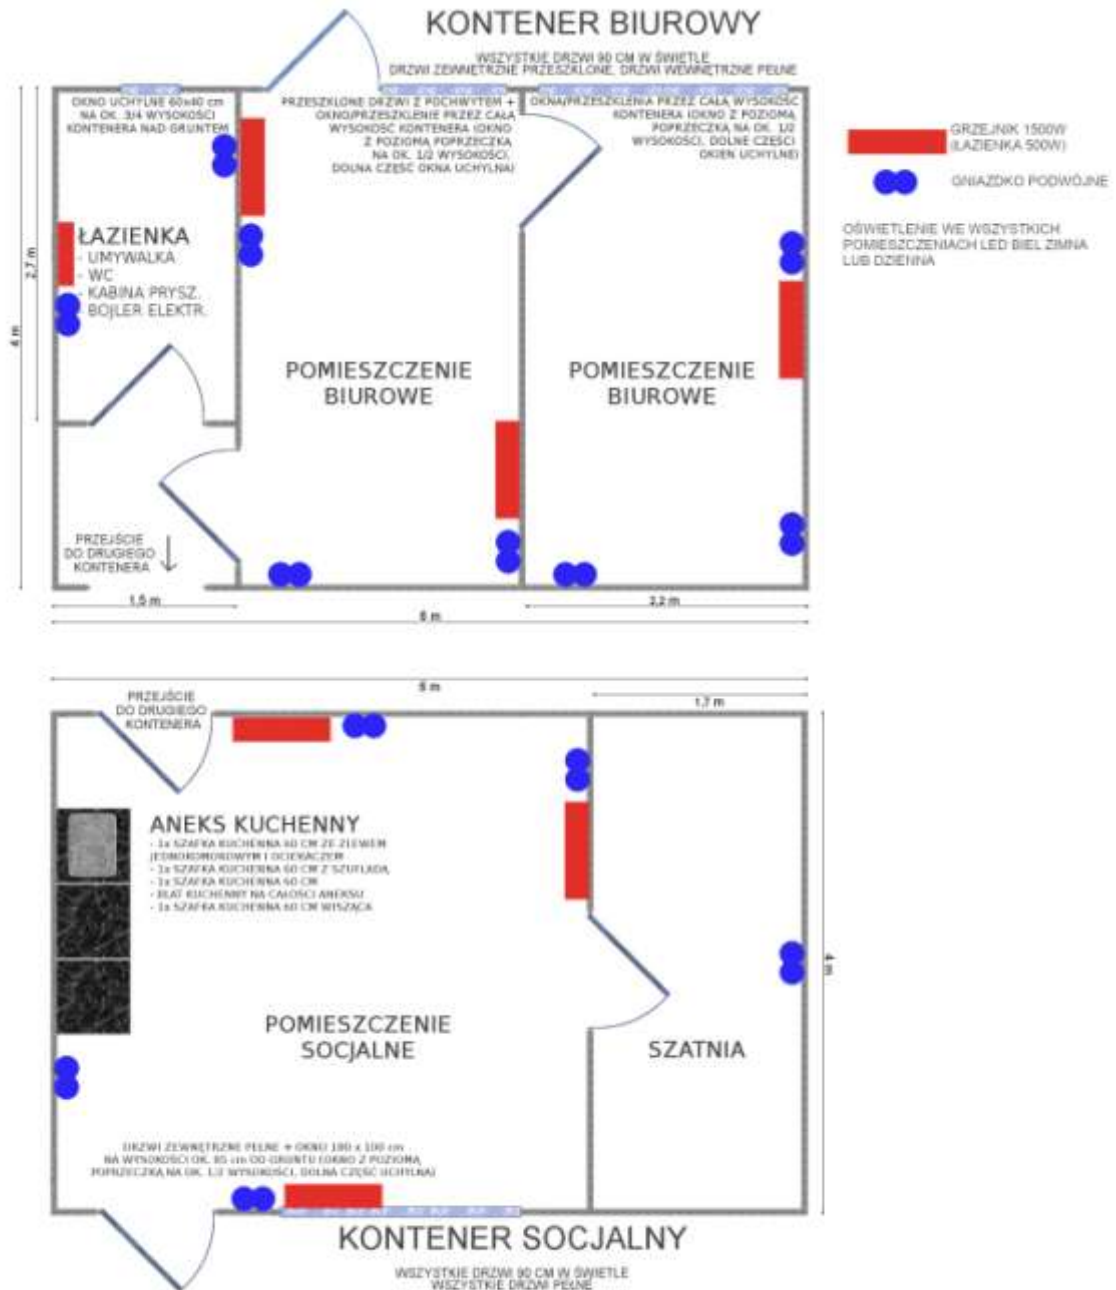 KONTENER BIUROWY
WSZYSTKIE DRZWI 90 CM W ŚWIETLE
DRZWI ZEWNĘTRZNE PRZESZKLONE, DRZWI WEWNĘTRZNE PEŁNE
OKNO UCHYLNE 60x40 cm
NA OK. 3/4 WYSOKOŚCI
KONTENERA NAD GRUNTEM
PRZESZKLONE DRZWI Z POCHWYTEM +
OKNO/PRZESZKLENIE PRZEZ CAŁĄ
WYSOKOŚĆ KONTENERA (OKNO
Z POZIOMĄ POPRZECZKĄ
NA OK. 1/2 WYSOKOŚCI,
DOLNA CZĘŚĆ OKNA UCHYLNA)
OKNA/PRZESZKLENIA PRZEZ CAŁĄ WYSOKOŚĆ
KONTENERA (OKNO Z POZIOMĄ
POPRZECZKĄ NA OK. 1/2
WYSOKOŚCI, DOLNE CZĘŚCI
OKIEN UCHYLNE)
GRZEJNIK 1500W
(ŁAZIENKA 500W)
GNIAZDKO PODWÓJNE
OŚWIETLENIE WE WSZYSTKICH
POMIESZCZENIACH LED BIEL ZIMNA
LUB DZIENNA
ŁAZIENKA
- UMYWALKA
- WC
- KABINA PRYSZ.
- BOJLER ELEKTR.
2,7 m
4 m
POMIESZCZENIE
BIUROWE
POMIESZCZENIE
BIUROWE
PRZEJŚCIE
DO DRUGIEGO
KONTENERA
1,5 m
2,2 m
6 m
6 m
1,7 m
PRZEJŚCIE
DO DRUGIEGO
KONTENERA
ANEKS KUCHENNY
- 1x SZAFKA KUCHENNA 60 CM ZE ZLEWEM
JEDNOKOMOROWYM I OCIEKACZEM
- 1x SZAFKA KUCHENNA 60 CM Z SZUFLADĄ
- 1x SZAFKA KUCHENNA 60 CM
- BLAT KUCHENNY NA CAŁOŚCI ANEKSU
- 1x SZAFKA KUCHENNA 60 CM WISZĄCA
4 m
POMIESZCZENIE
SOCJALNE
SZATNIA
(DRZWI ZEWNĘTRZNE PEŁNE + OKNO 180 x 100 cm
NA WYSOKOŚCI OK. 85 cm OD GRUNTU (OKNO Z POZIOMĄ
POPRZECZKĄ NA OK. 1/2 WYSOKOŚCI, DOLNA CZĘŚĆ UCHYLNA)
KONTENER SOCJALNY
WSZYSTKIE DRZWI 90 CM W ŚWIETLE
WSZYSTKIE DRZWI PEŁNE